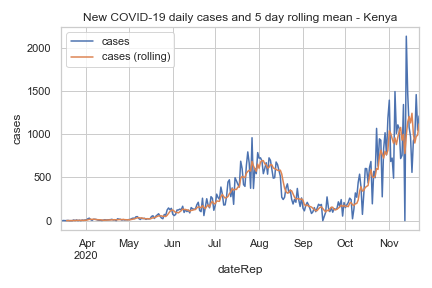 New COVID-19 daily cases and 5 day rolling mean - Kenya
cases
cases (rolling)
2000
1500
1000
500
0
cases
Apr
2020
May
Jun
Jul
Aug
Sep
Oct
Nov
dateRep